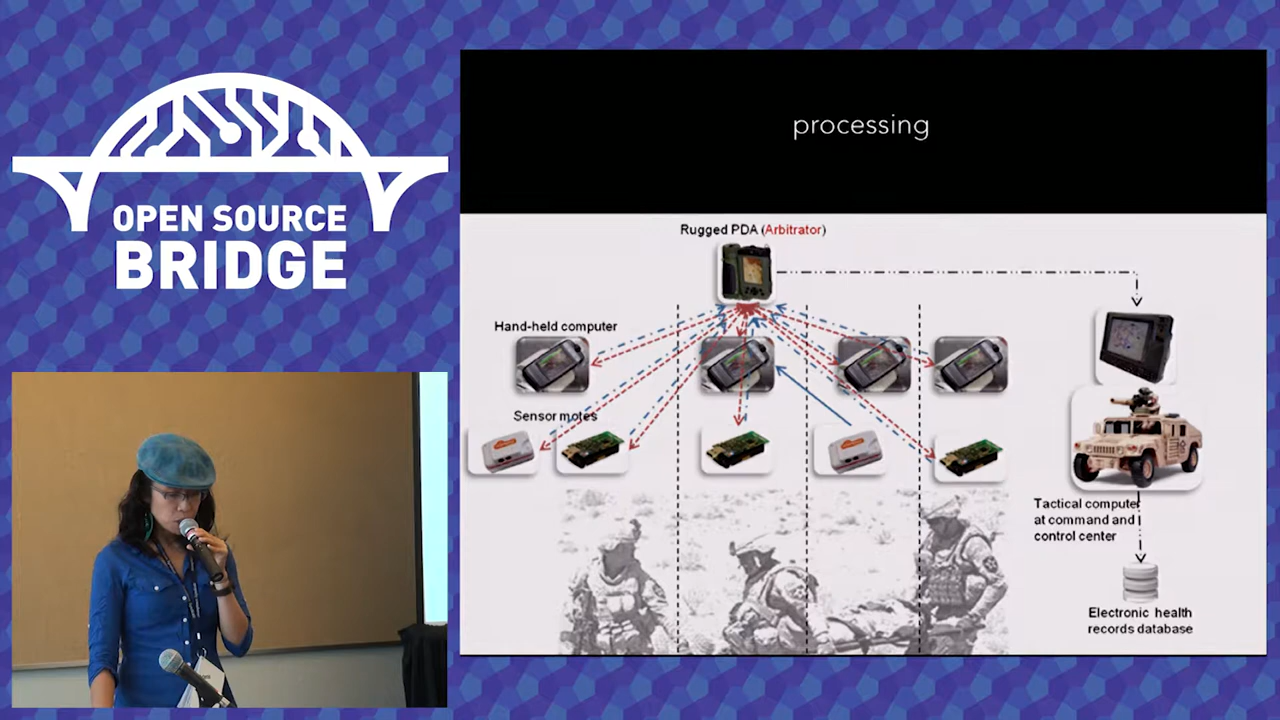 OPEN SOURCE
BRIDGE
processing
Rugged PDA (Arbitrator)
Hand-held computer
Sensor motes
Tactical computer
at command and
control center
Electronic health
records database